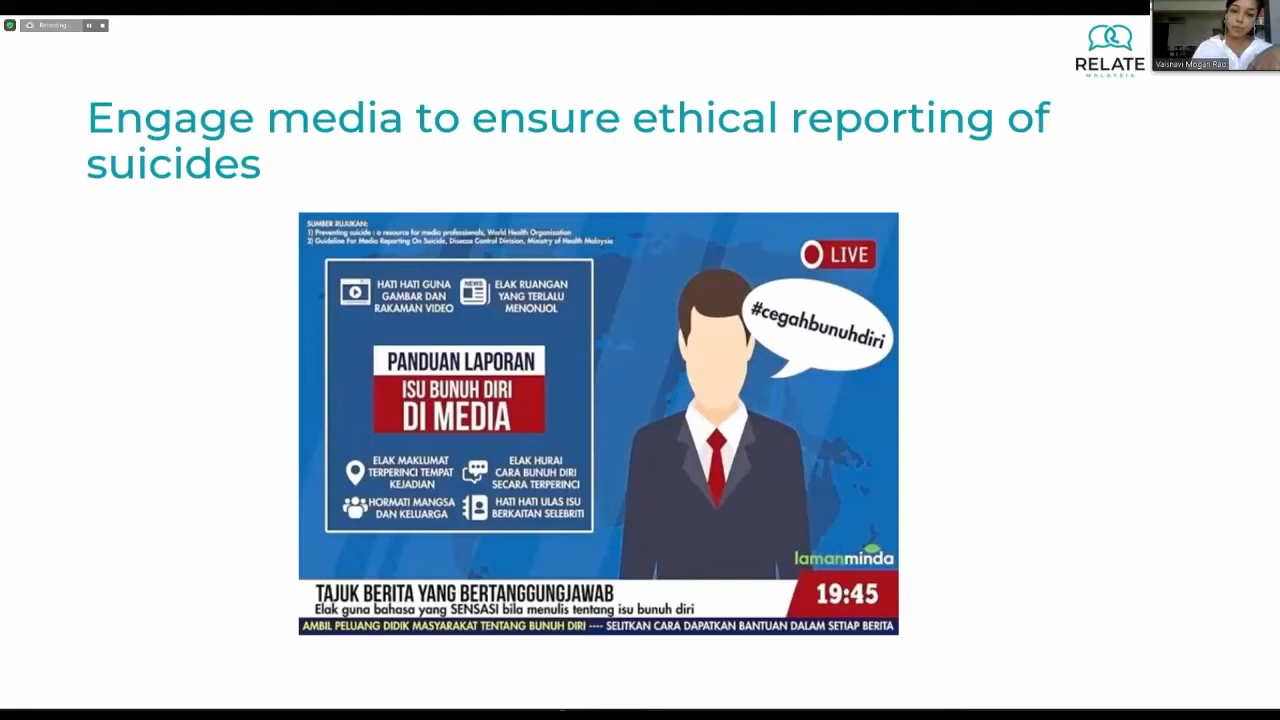 Recording...
RELATE
MALAYSIA
Vaisnavi Mogan Rao
Engage media to ensure ethical reporting of
suicides
SUMBER RUJUKAN:
1) Preventing suicide : a resource for media professionals, World Health Organization
2) Guideline For Media Reporting On Suicide, Disease Control Division, Ministry of Health Malaysia
LIVE
HATI HATI GUNA
GAMBAR DAN
RAKAMAN VIDEO
NEWS
ELAK RUANGAN
YANG TERLALU
MENONJOL
#cegahbunuhdiri
PANDUAN LAPORAN
ISU BUNUH DIRI
DI MEDIA
ELAK MAKLUMAT
TERPERINCI TEMPAT
KEJADIAN
ELAK HURAI
CARA BUNUH DIRI
SECARA TERPERINCI
HORMATI MANGSA
DAN KELUARGA
HATI HATI ULAS ISU
BERKAITAN SELEBRITI
lamanminda
TAJUK BERITA YANG BERTANGGUNGJAWAB
Elak guna bahasa yang SENSASI bila menulis tentang isu bunuh diri
19:45
AMBIL PELUANG DIDIK MASYARAKAT TENTANG BUNUH DIRI ---- SELITKAN CARA DAPATKAN BANTUAN DALAM SETIAP BERITA